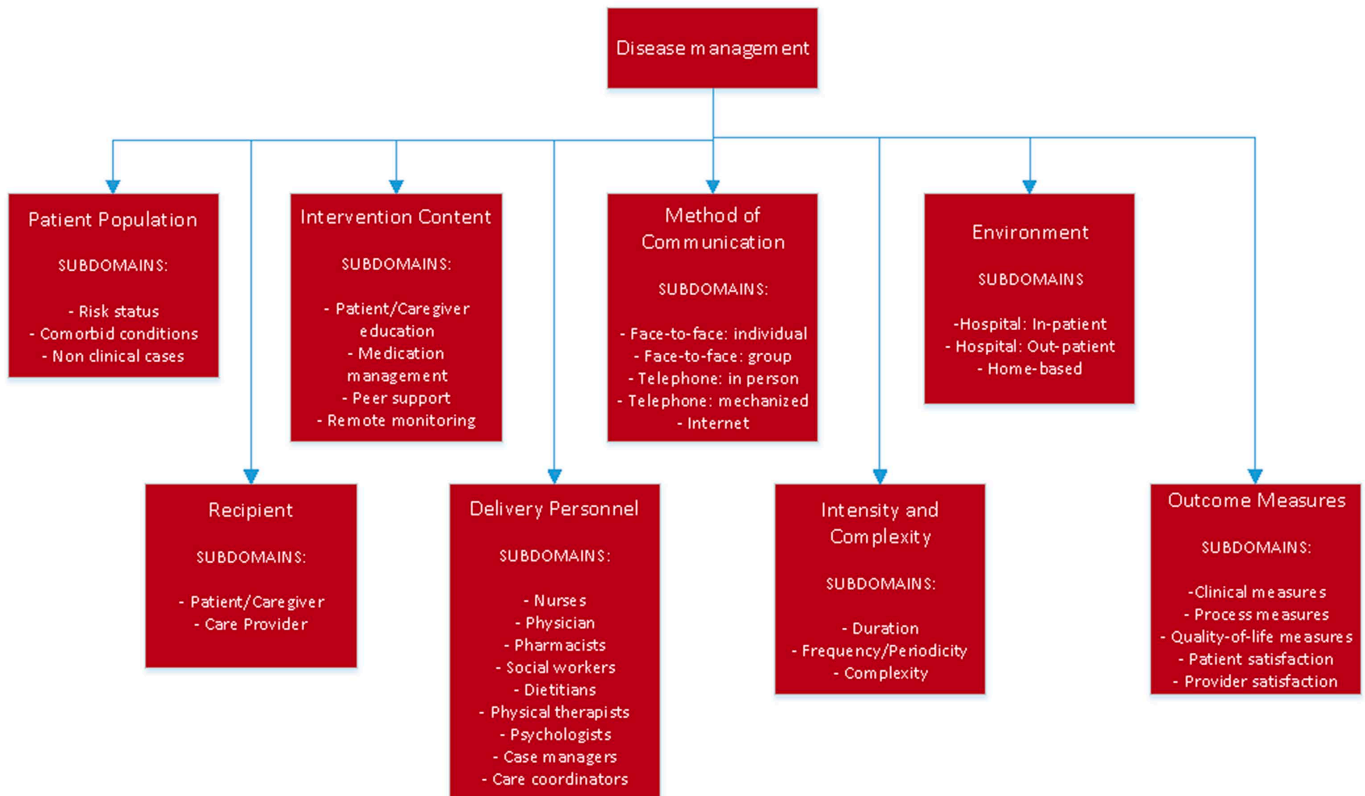 Disease management
Patient Population
SUBDOMAINS:
- Risk status
- Comorbid conditions
- Non clinical cases
Intervention Content
SUBDOMAINS:
- Patient/Caregiver
education
- Medication
management
- Peer support
- Remote monitoring
Method of
Communication
SUBDOMAINS:
- Face-to-face: individual
- Face-to-face: group
- Telephone: in person
- Telephone: mechanized
- Internet
Environment
SUBDOMAINS
-Hospital: In-patient
- Hospital: Out-patient
- Home-based
Recipient
SUBDOMAINS:
- Patient/Caregiver
- Care Provider
Delivery Personnel
SUBDOMAINS:
- Nurses
- Physician
- Pharmacists
- Social workers
- Dietitians
- Physical therapists
- Psychologists
- Case managers
- Care coordinators
Intensity and
Complexity
SUBDOMAINS:
- Duration
- Frequency/Periodicity
- Complexity
Outcome Measures
SUBDOMAINS:
-Clinical measures
- Process measures
- Quality-of-life measures
- Patient satisfaction
- Provider satisfaction